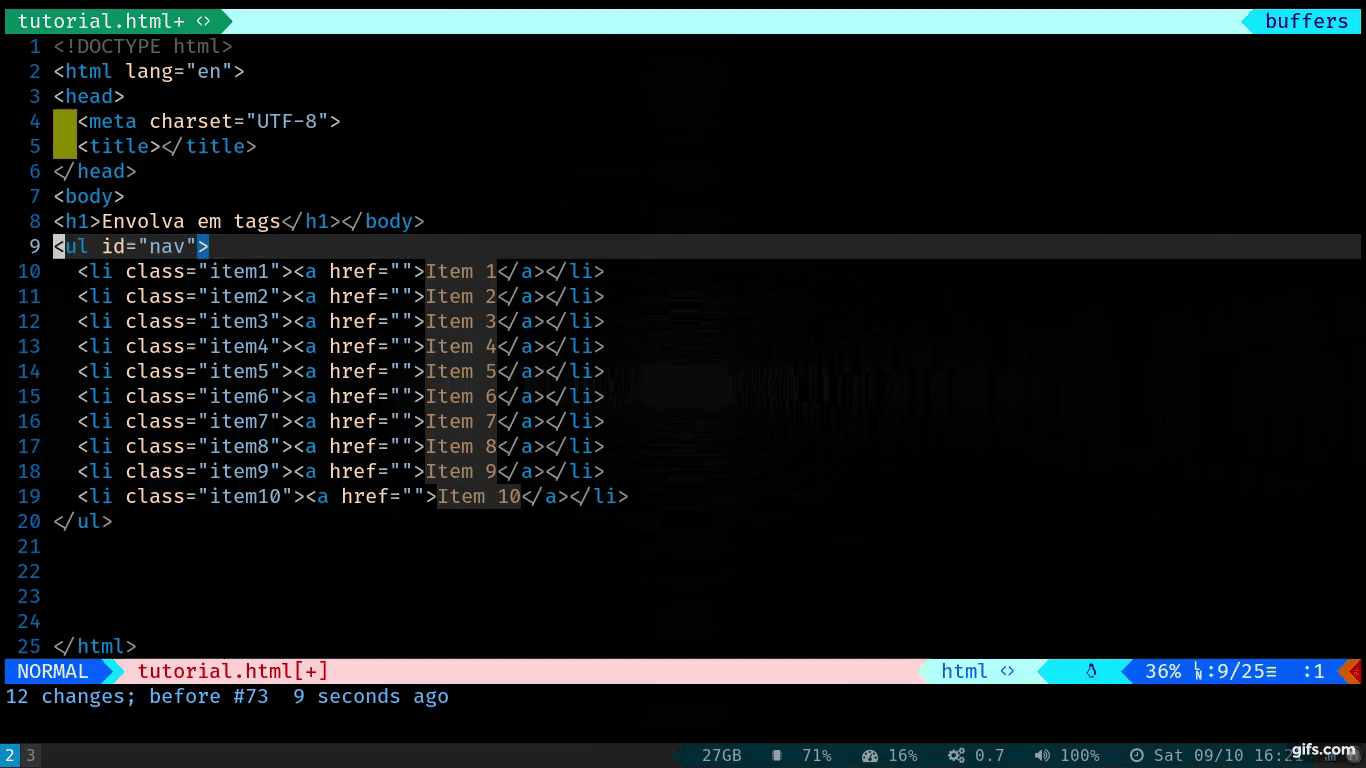 tutorial.html+ <> buffers
1 <!DOCTYPE html>
2 <html lang="en">
3 <head>
4 <meta charset="UTF-8">
5 <title></title>
6 </head>
7 <body>
8 <h1>Envolva em tags</h1></body>
9 <ul id="nav">
10 <li class="item1"><a href="">Item 1</a></li>
11 <li class="item2"><a href="">Item 2</a></li>
12 <li class="item3"><a href="">Item 3</a></li>
13 <li class="item4"><a href="">Item 4</a></li>
14 <li class="item5"><a href="">Item 5</a></li>
15 <li class="item6"><a href="">Item 6</a></li>
16 <li class="item7"><a href="">Item 7</a></li>
17 <li class="item8"><a href="">Item 8</a></li>
18 <li class="item9"><a href="">Item 9</a></li>
19 <li class="item10"><a href="">Item 10</a></li>
20 </ul>
21
22
23
24
25 </html>
NORMAL tutorial.html[+] html <> 36% ㏑:9/25≡ :1
12 changes; before #73 9 seconds ago
2 3 27GB 71% 16% 0.7 100% Sat 09/10
gifs.com